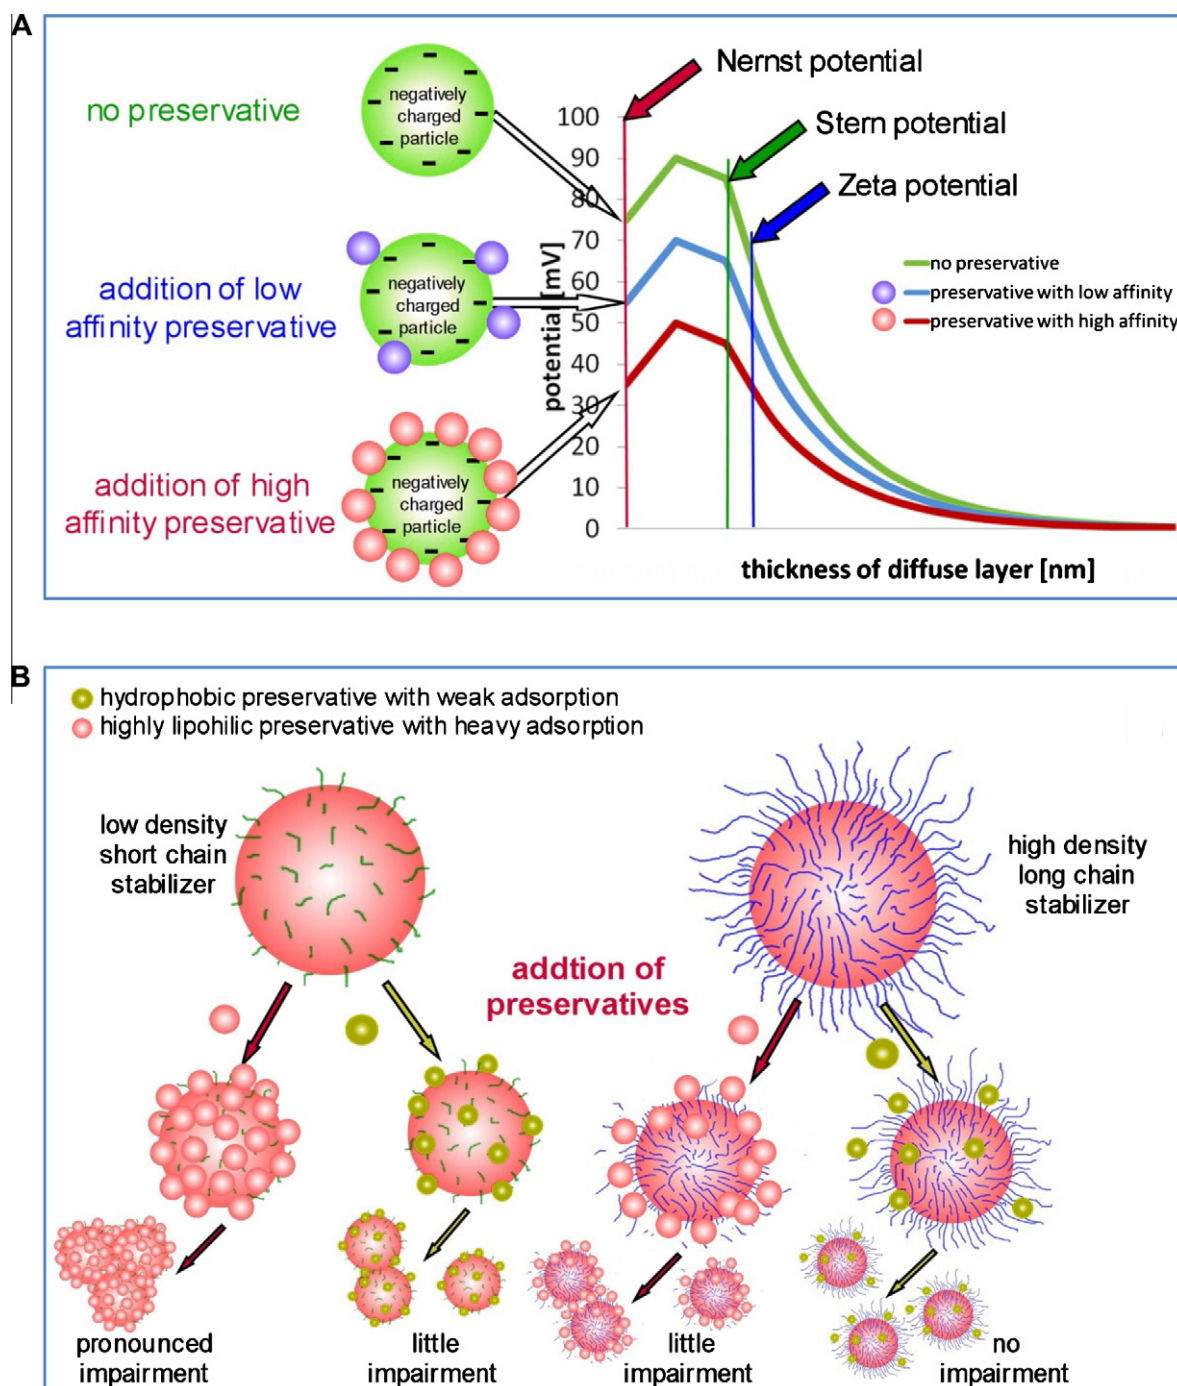 A
no preservative
negatively
charged
particle
Nernst potential
Stern potential
Zeta potential
addition of low
affinity preservative
negatively
charged
particle
addition of high
affinity preservative
negatively
charged
particle
potential [mV]
100
90
80
70
60
50
40
30
20
10
0
no preservative
preservative with low affinity
preservative with high affinity
thickness of diffuse layer [nm]
B
hydrophobic preservative with weak adsorption
highly lipohilic preservative with heavy adsorption
low density
short chain
stabilizer
high density
long chain
stabilizer
addtion of
preservatives
pronounced
impairment
little
impairment
little
impairment
no
impairment